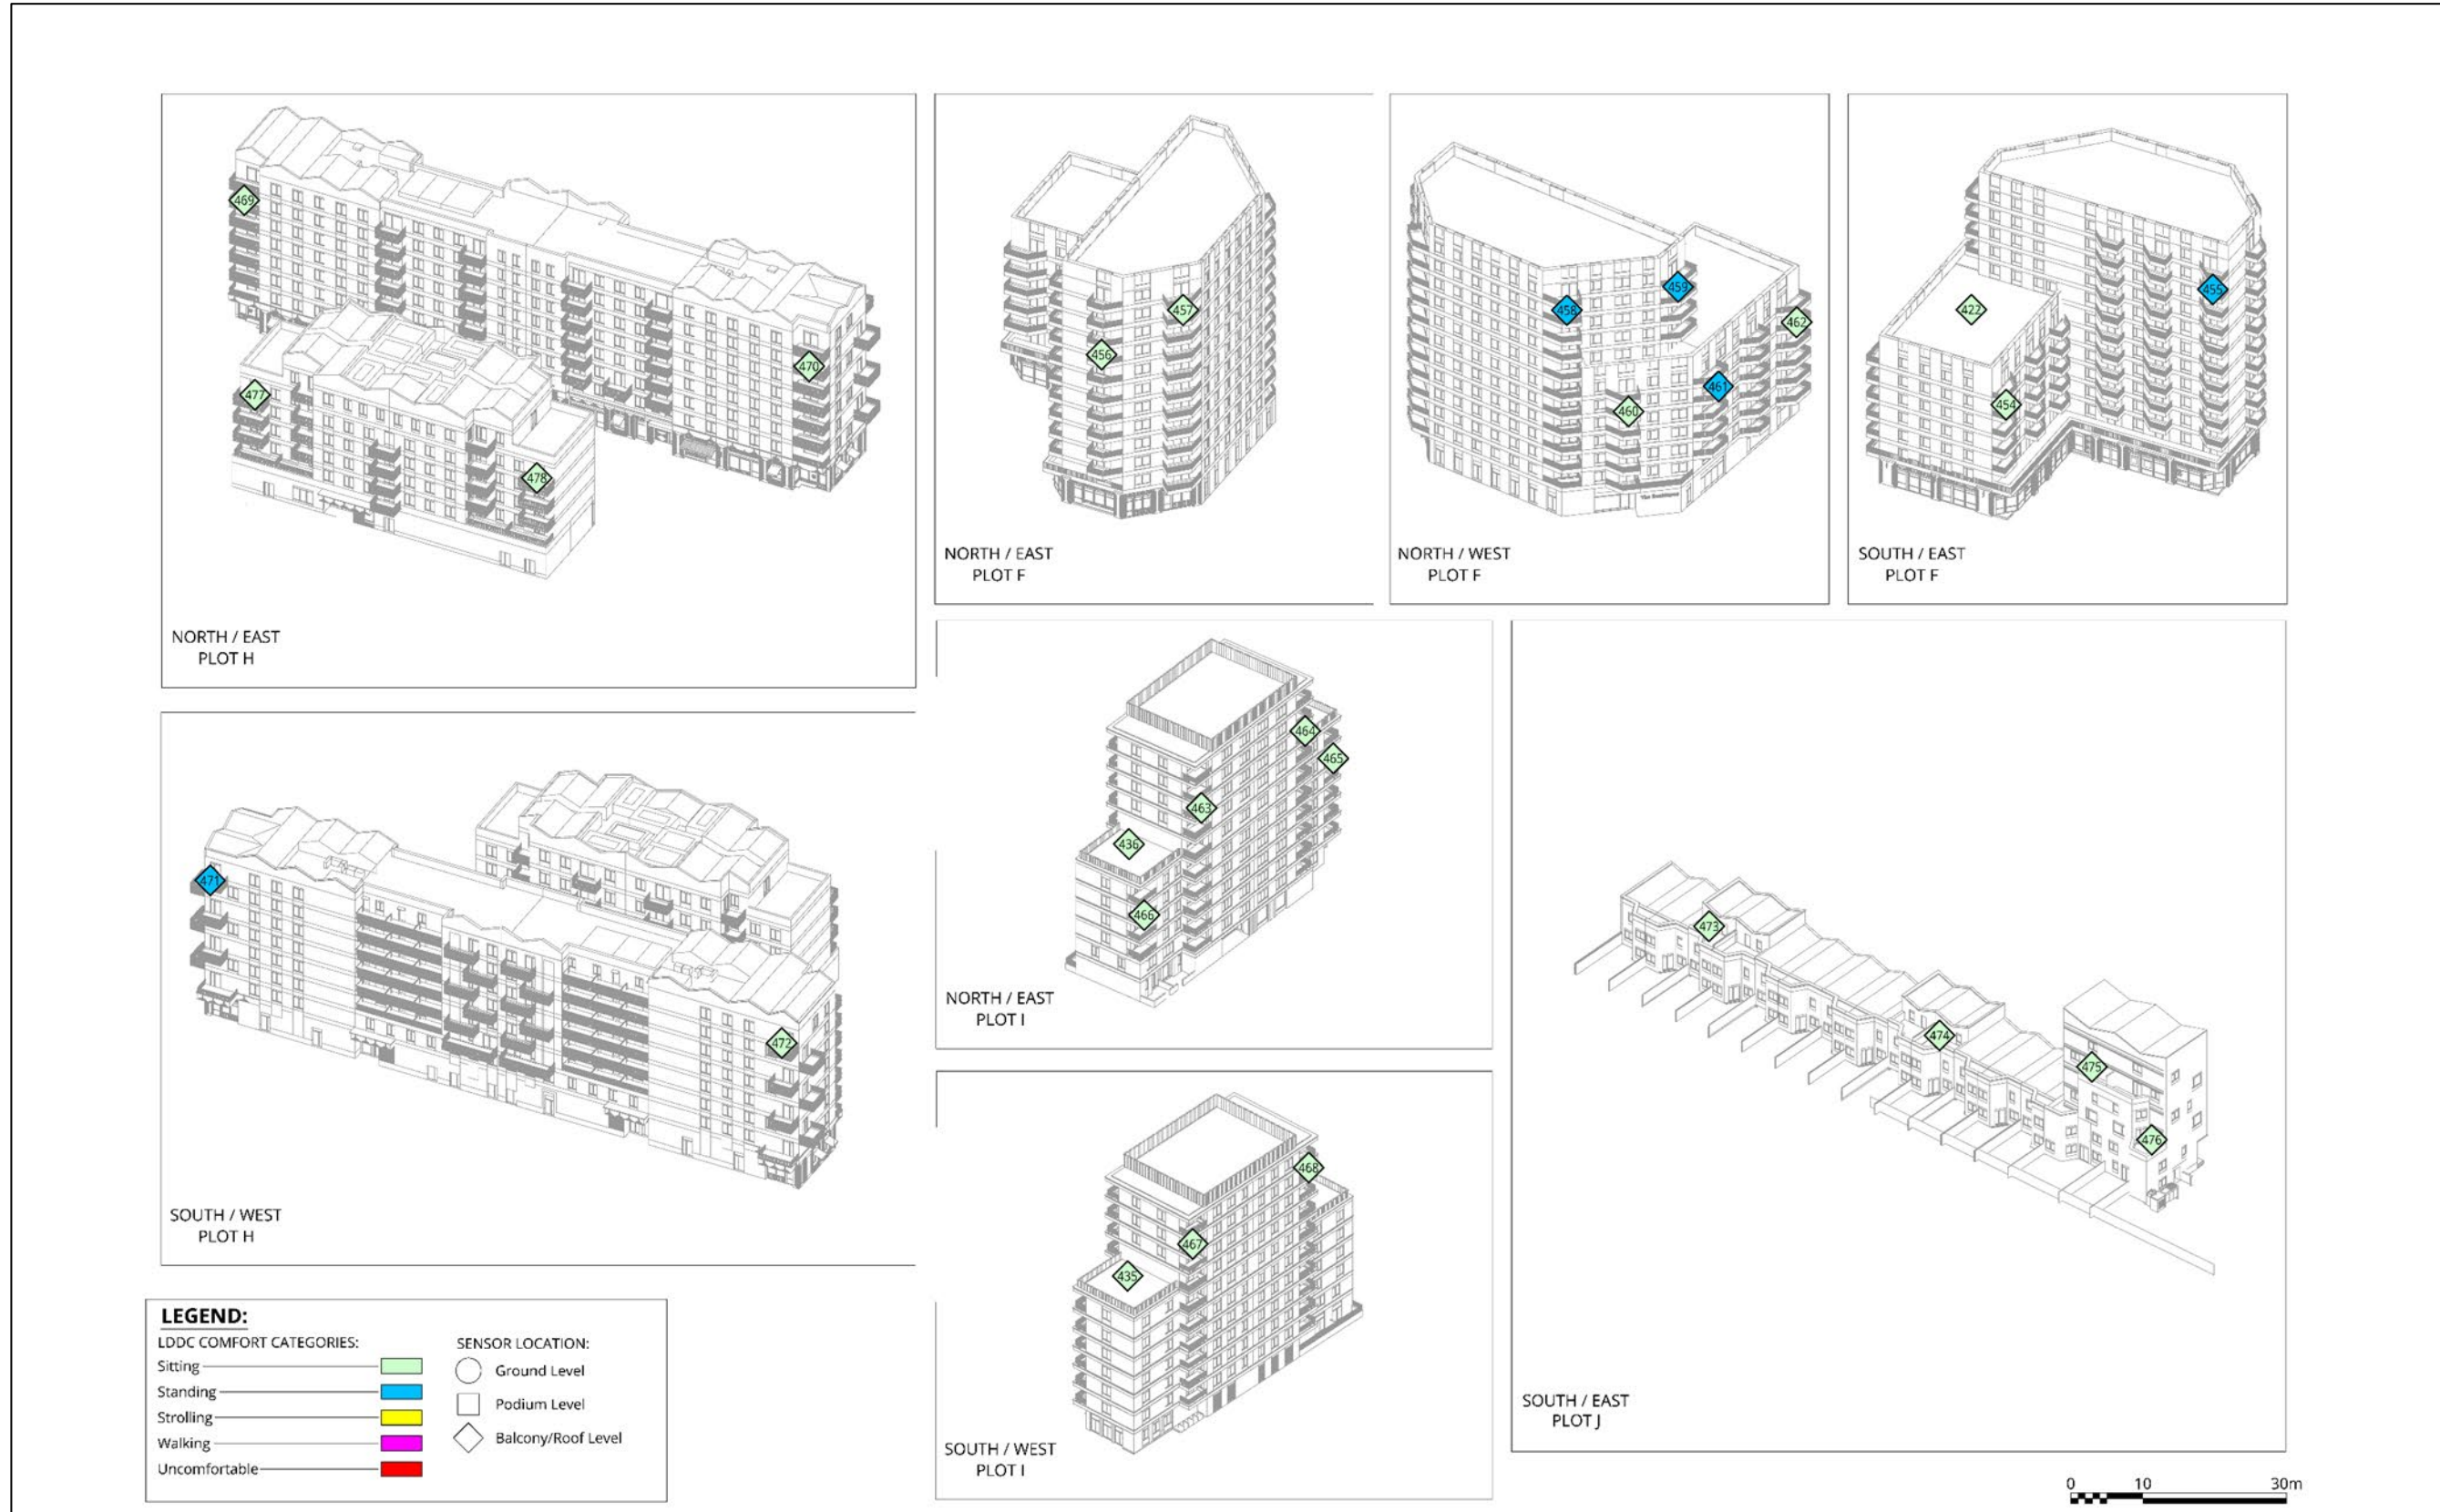 469
470
477
478
NORTH / EAST
PLOT H
457
456
NORTH / EAST
PLOT F
458
459
462
461
460
NORTH / WEST
PLOT F
455
422
454
SOUTH / EAST
PLOT F
471
472
SOUTH / WEST
PLOT H
464
465
463
436
466
NORTH / EAST
PLOT I
468
467
435
SOUTH / WEST
PLOT I
473
474
475
476
SOUTH / EAST
PLOT J
LEGEND:
LDDC COMFORT CATEGORIES:
Sitting
Standing
Strolling
Walking
Uncomfortable
SENSOR LOCATION:
Ground Level
Podium Level
Balcony/Roof Level
0 10 30m